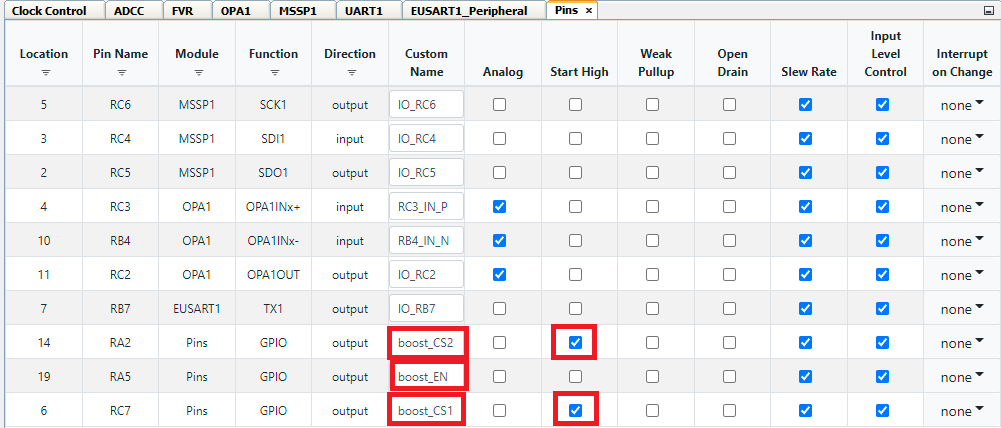 Clock Control ADCC FVR OPA1 MSSP1 UART1 EUSART1_Peripheral Pins ×
Location Pin Name Module Function Direction Custom Name Analog Start High Weak Pullup Open Drain Slew Rate Input Level Control Interrupt on Change
5 RC6 MSSP1 SCK1 output IO_RC6 none
3 RC4 MSSP1 SDI1 input IO_RC4 none
2 RC5 MSSP1 SDO1 output IO_RC5 none
4 RC3 OPA1 OPA1INx+ input RC3_IN_P none
10 RB4 OPA1 OPA1INx- input RB4_IN_N none
11 RC2 OPA1 OPA1OUT output IO_RC2 none
7 RB7 EUSART1 TX1 output IO_RB7 none
14 RA2 Pins GPIO output boost_CS2 none
19 RA5 Pins GPIO output boost_EN none
6 RC7 Pins GPIO output boost_CS1 none